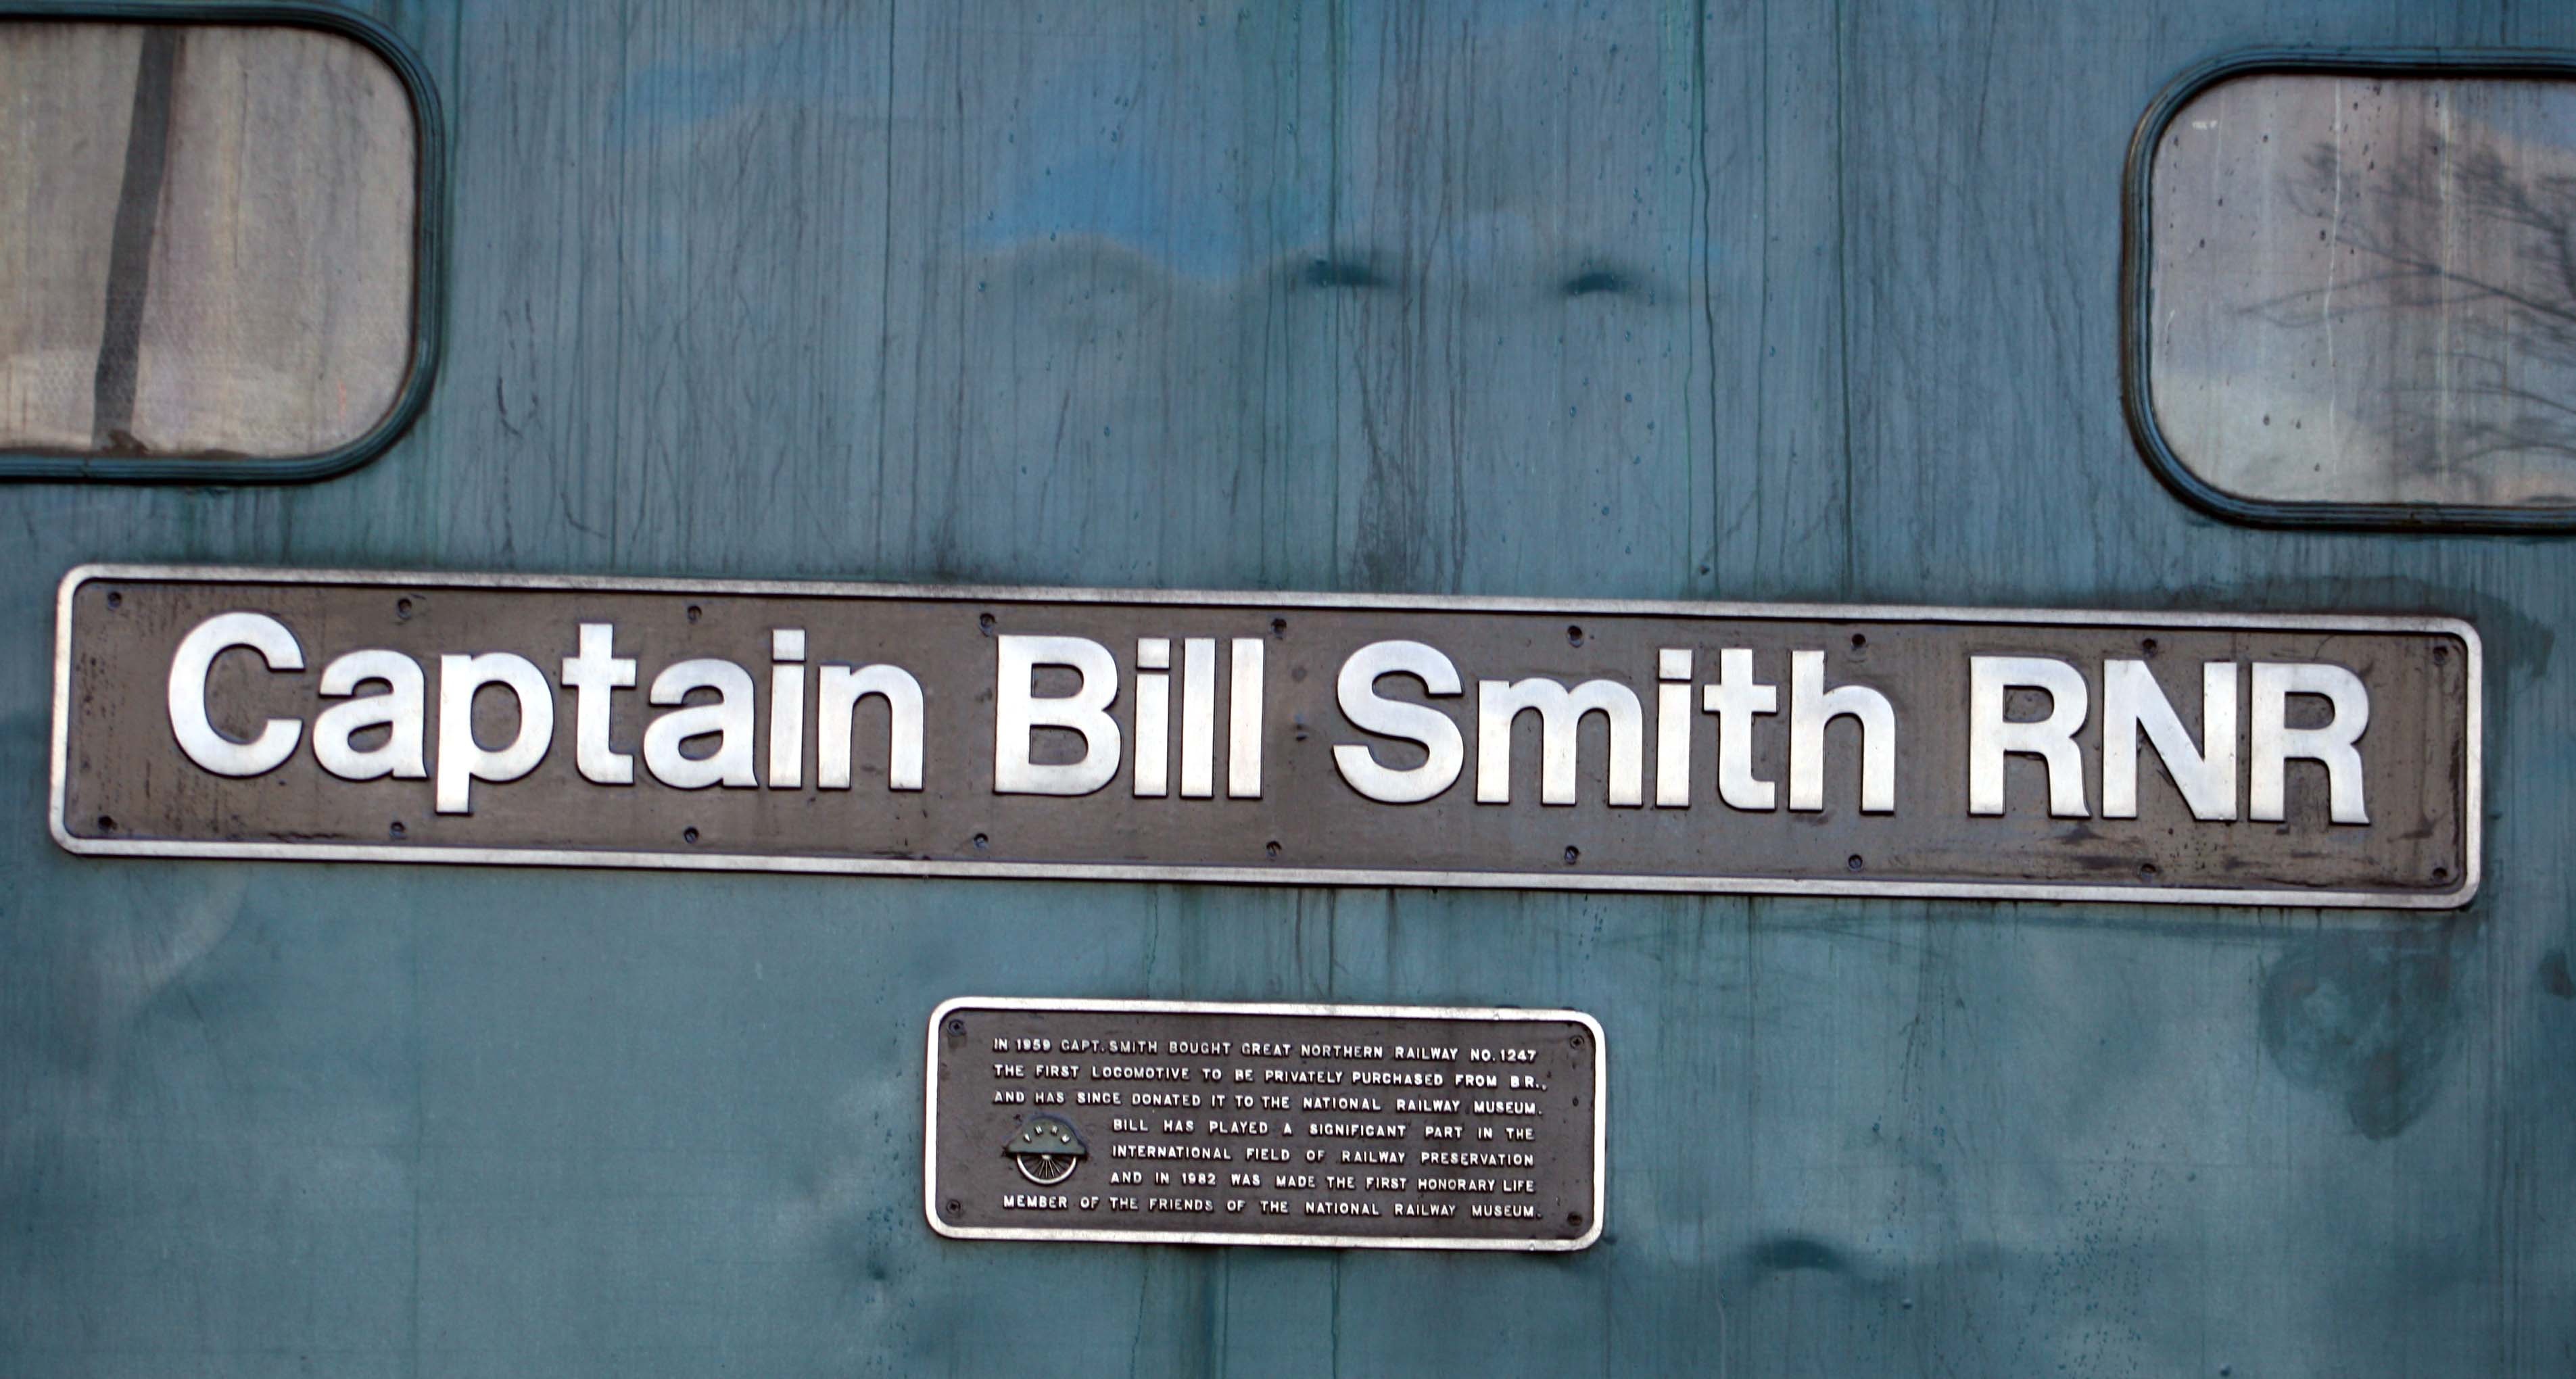 Captain Bill Smith RNR
IN 1959 CAPT. SMITH BOUGHT GREAT NORTHERN RAILWAY NO. 1247
THE FIRST LOCOMOTIVE TO BE PRIVATELY PURCHASED FROM B.R.,
AND HAS SINCE DONATED IT TO THE NATIONAL RAILWAY MUSEUM.
BILL HAS PLAYED A SIGNIFICANT PART IN THE
INTERNATIONAL FIELD OF RAILWAY PRESERVATION
AND IN 1982 WAS MADE THE FIRST HONORARY LIFE
MEMBER OF THE FRIENDS OF THE NATIONAL RAILWAY MUSEUM.